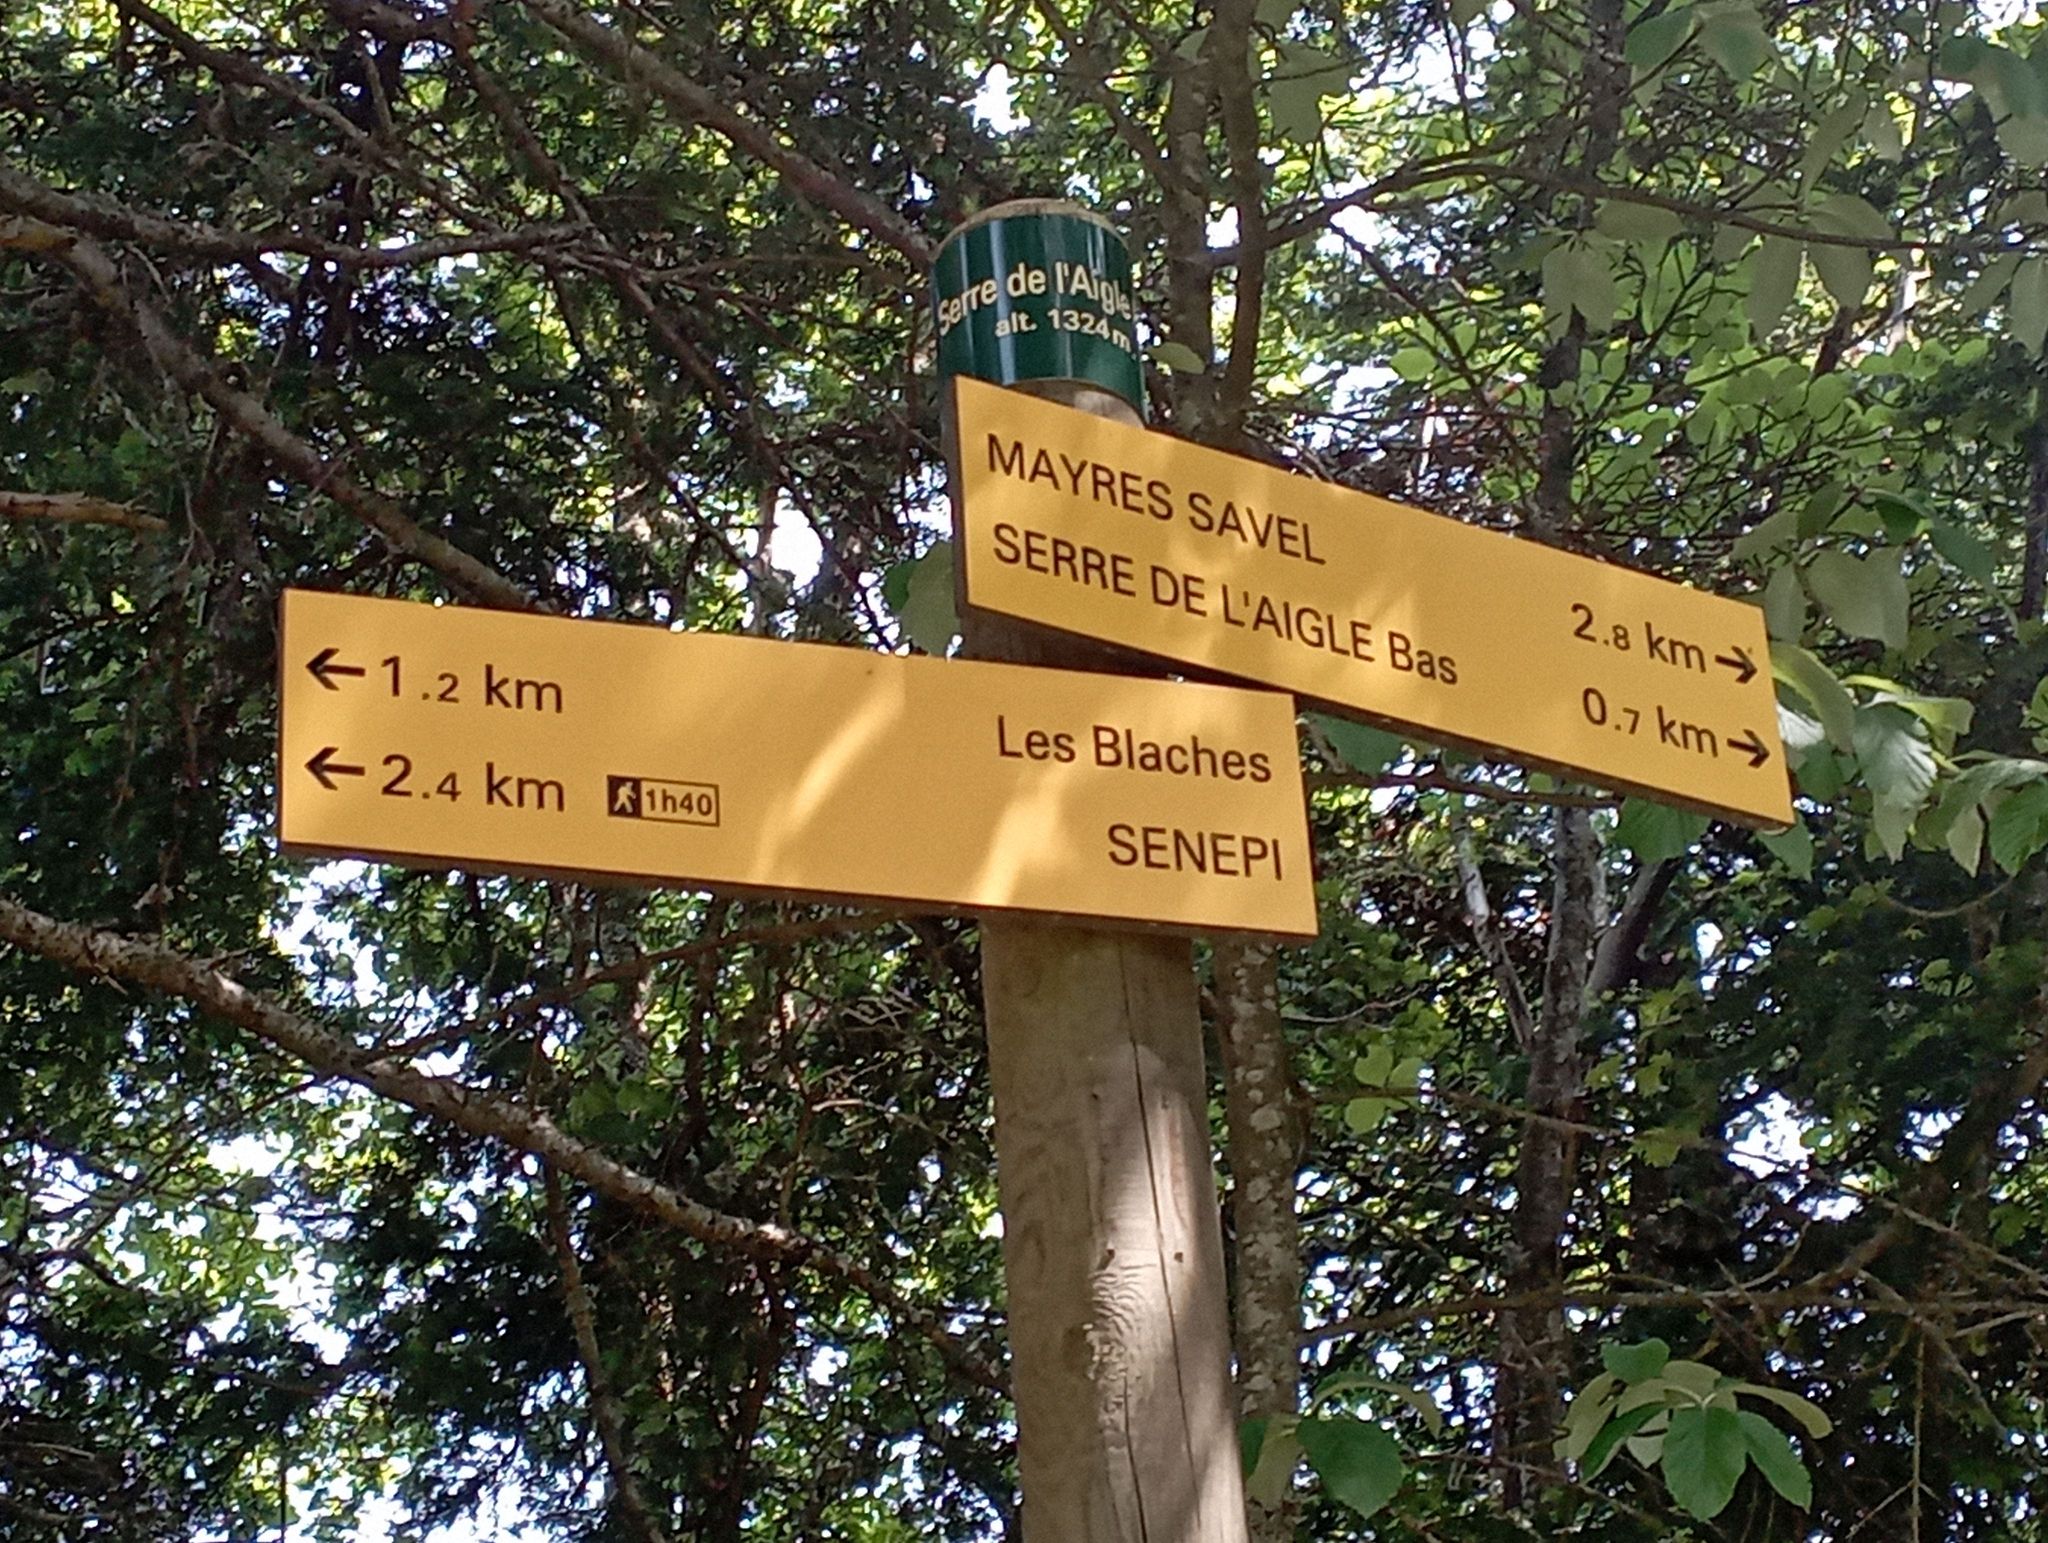 Serre de l'Aigle
alt. 1324 m
MAYRES SAVEL 2.8 km →
SERRE DE L'AIGLE Bas 0.7 km →
← 1.2 km Les Blaches
← 2.4 km 1h40 SENEPI